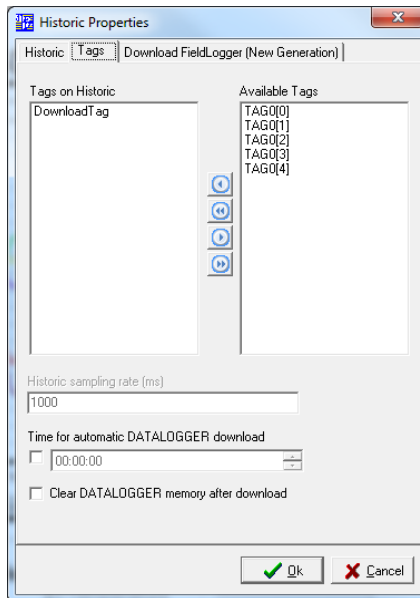 Historic Properties
Historic Tags Download FieldLogger (New Generation)
Tags on Historic Available Tags
DownloadTag TAG0[0]
TAG0[1]
TAG0[2]
TAG0[3]
TAG0[4]
Historic sampling rate (ms)
1000
Time for automatic DATALOGGER download
00:00:00
Clear DATALOGGER memory after download
Ok Cancel